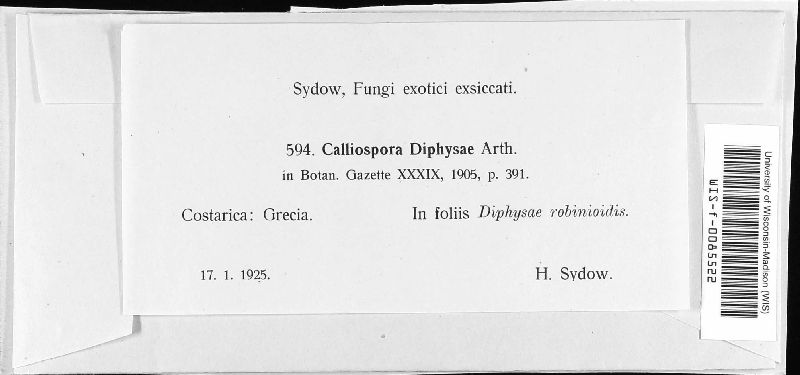 Sydow, Fungi exotici exsiccati.
594. Calliospora Diphysae Arth.
in Botan. Gazette XXXIX, 1905, p. 391.
Costarica: Grecia. In foliis Diphysae robinioidis.
17. 1. 1925. H. Sydow.
University of Wisconsin-Madison (WIS)
WIS-f-0085522